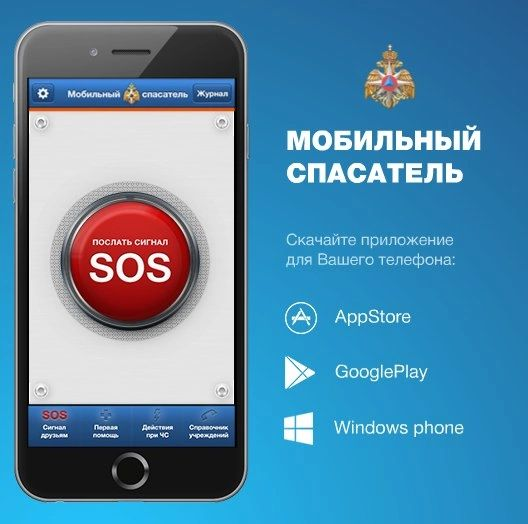 Мобильный спасатель
Журнал
ПОСЛАТЬ СИГНАЛ
SOS
SOS
Сигнал
друзьям
Первая
помощь
Действия
при ЧС
Справочник
учреждений
МОБИЛЬНЫЙ
СПАСАТЕЛЬ
Скачайте приложение
для Вашего телефона:
AppStore
GooglePlay
Windows phone